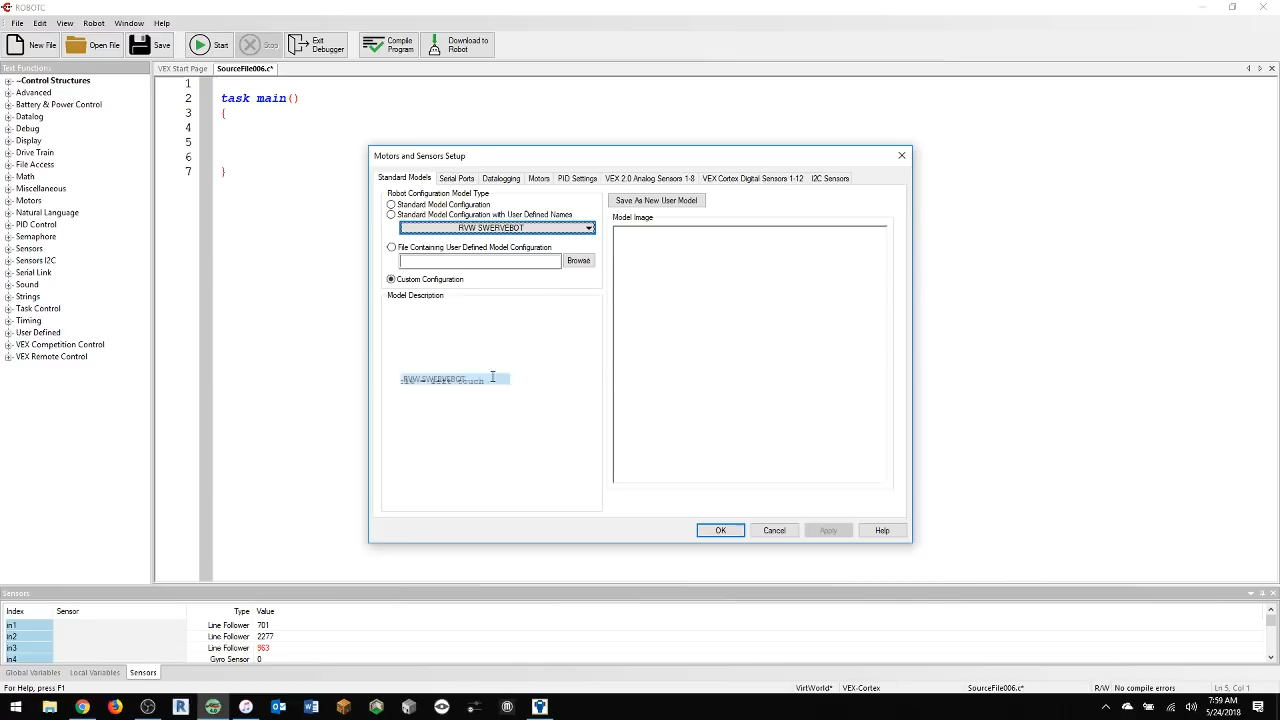 ROBOTC
File Edit View Robot Window Help
New File Open File Save Start Stop Exit Debugger Compile Program Download to Robot
Text Functions
VEX Start Page SourceFile006.c*
~Control Structures
Advanced
Battery & Power Control
Datalog
Debug
Display
Drive Train
File Access
Math
Miscellaneous
Motors
Natural Language
PID Control
Semaphore
Sensors
Sensors I2C
Serial Link
Sound
Strings
Task Control
Timing
User Defined
VEX Competition Control
VEX Remote Control
1
2 task main()
3 {
4
5
6
7 }
Motors and Sensors Setup
Standard Models Serial Ports Datalogging Motors PID Settings VEX 2.0 Analog Sensors 1-8 VEX Cortex Digital Sensors 1-12 I2C Sensors
Robot Configuration Model Type
Standard Model Configuration
Standard Model Configuration with User Defined Names
RVW SWERVEBOT
File Containing User Defined Model Configuration
Browse
Custom Configuration
Model Description
RVW SWERVEBOT
Save As New User Model
Model Image
OK Cancel Apply Help
Sensors
Index Sensor Type Value
in1 Line Follower 701
in2 Line Follower 2277
in3 Line Follower 963
in4 Gyro Sensor 0
Global Variables Local Variables Sensors
For Help, press F1 VirtWorld* VEX-Cortex SourceFile006.c* R/W No compile errors Ln 5, Col 1
7:59 AM
5/24/2018